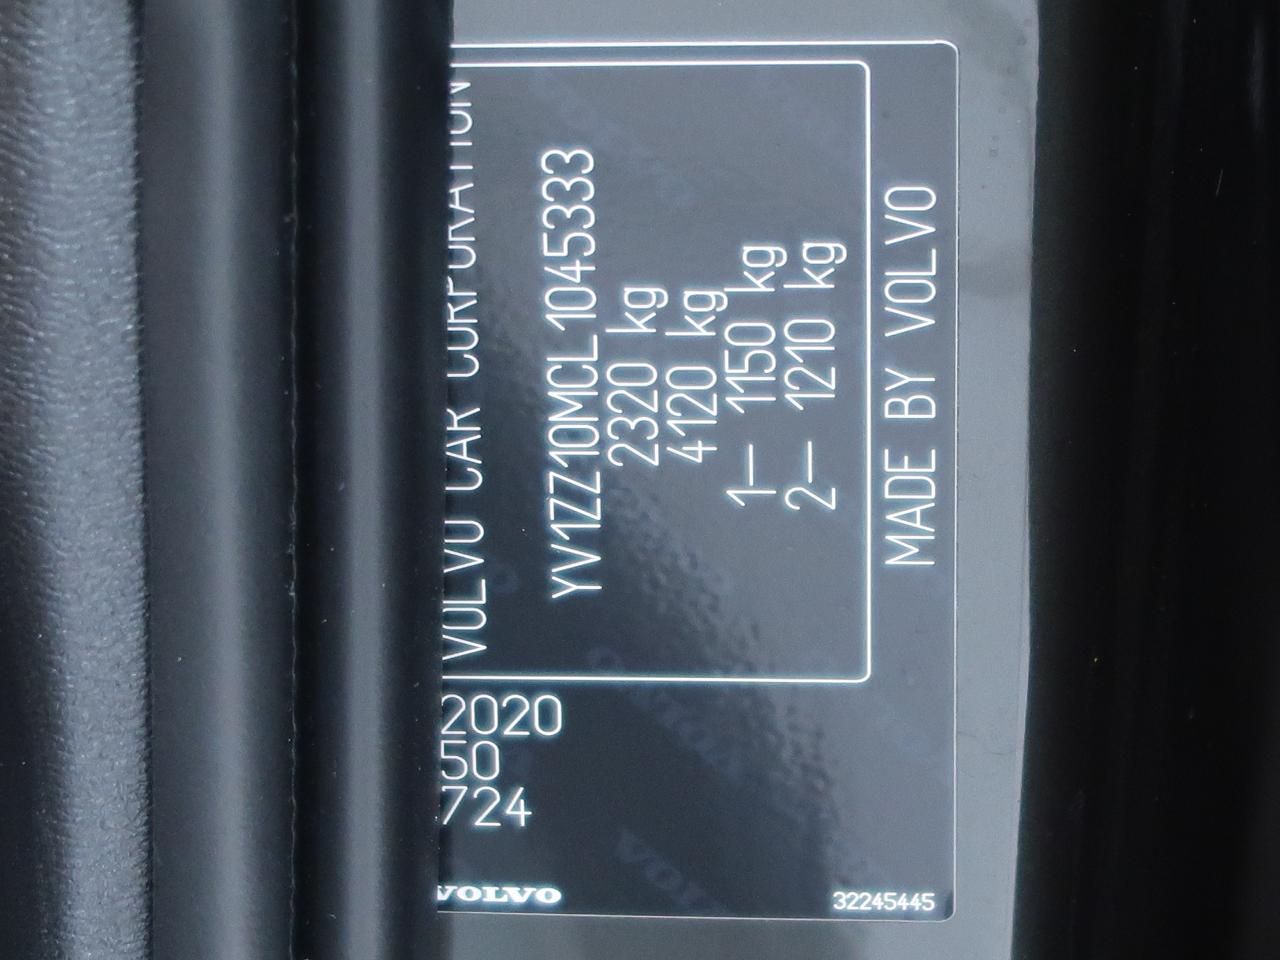 VOLVO CAR CORPORATION
YV1ZZ10MCL1045333
2320 kg
4120 kg
1— 1150 kg
2— 1210 kg
MADE BY VOLVO
2020
50
724
VOLVO
32245445